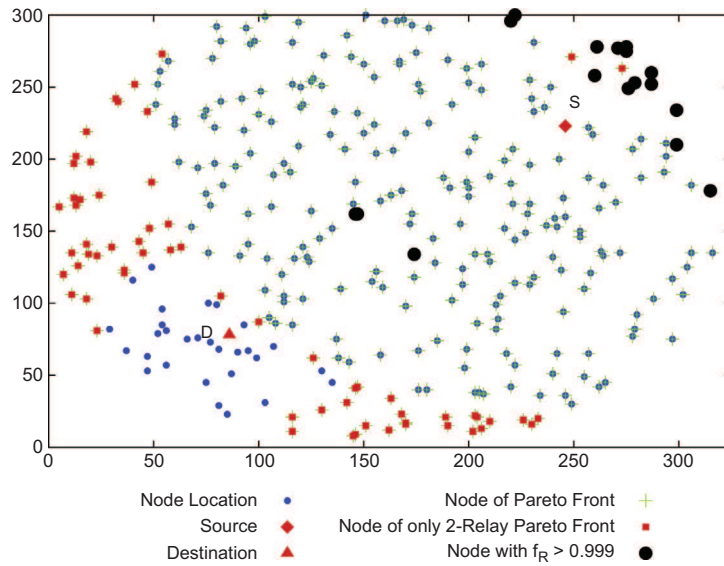 300
250
200
150
100
50
0
S
D
0 50 100 150 200 250 300
Node Location
Source
Destination
Node of Pareto Front
Node of only 2-Relay Pareto Front
Node with f_R > 0.999